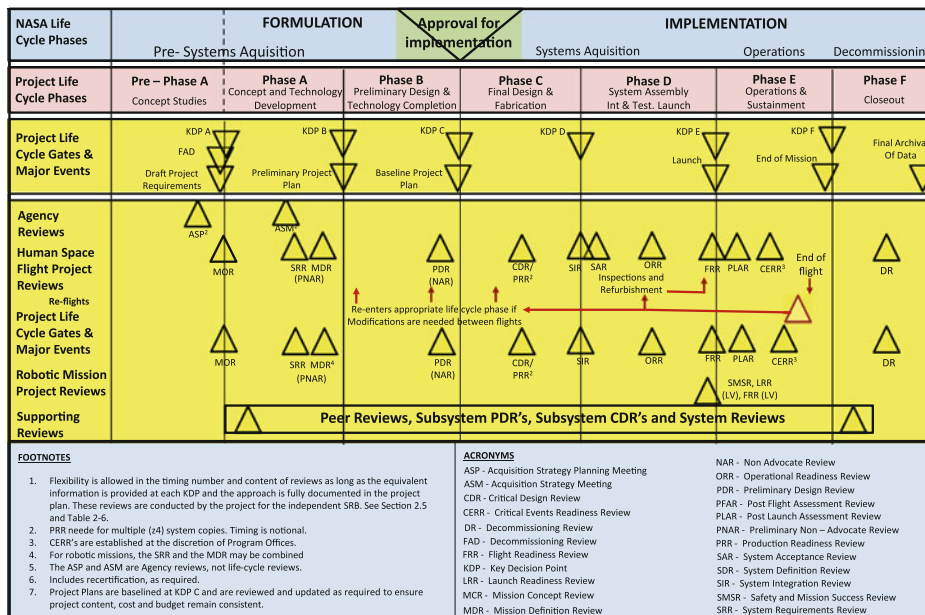 NASA Life
Cycle Phases
FORMULATION
Approval for
implementation
IMPLEMENTATION
Pre- Systems Aquisition
Systems Aquisition
Operations
Decommissionin
Project Life
Cycle Phases
Pre – Phase A
Concept Studies
Phase A
Concept and Technology
Development
Phase B
Preliminary Design &
Technology Completion
Phase C
Final Design &
Fabrication
Phase D
System Assembly
Int & Test. Launch
Phase E
Operations &
Sustainment
Phase F
Closeout
Project Life
Cycle Gates &
Major Events
KDP A
FAD
Draft Project
Requirements
KDP B
Preliminary Project
Plan
KDP C
Baseline Project
Plan
KDP D
KDP E
Launch
KDP F
End of Mission
Final Archiva
Of Data
Agency
Reviews
ASP²
ASM⁵
Human Space
Flight Project
Reviews
MOR
SRR
(PNAR)
MDR
PDR
(NAR)
CDR/
PRR²
SIR
SAR
ORR
FRR
PLAR
CERR³
End of
flight
DR
Inspections and
Refurbishment
Re-flights
Re-enters appropriate life cycle phase if
Modifications are needed between flights
Project Life
Cycle Gates &
Major Events
MOR
SRR
MDR⁴
(PNAR)
PDR
(NAR)
CDR/
PRR²
SIR
ORR
FRR
PLAR
CERR³
DR
Robotic Mission
Project Reviews
SMSR, LRR
(LV), FRR (LV)
Supporting
Reviews
Peer Reviews, Subsystem PDR's, Subsystem CDR's and System Reviews
FOOTNOTES
1. Flexibility is allowed in the timing number and content of reviews as long as the equivalent
information is provided at each KDP and the approach is fully documented in the project
plan. These reviews are conducted by the project for the independent SRB. See Section 2.5
and Table 2-6.
2. PRR neede for multiple (z4) system copies. Timing is notional.
3. CERR's are established at the discretion of Program Offices.
4. For robotic missions, the SRR and the MDR may be combined
5. The ASP and ASM are Agency reviews, not life-cycle reviews.
6. Includes recertification, as required.
7. Project Plans are baselined at KDP C and are reviewed and updated as required to ensure
project content, cost and budget remain consistent.
ACRONYMS
ASP - Acquisition Strategy Planning Meeting
ASM - Acquisition Strategy Meeting
CDR - Critical Design Review
CERR - Critical Events Readiness Review
DR - Decommissioning Review
FAD - Decommissioning Review
FRR - Flight Readiness Review
KDP - Key Decision Point
LRR - Launch Readiness Review
MCR - Mission Concept Review
MDR - Mission Definition Review
NAR - Non Advocate Review
ORR - Operational Readiness Review
PDR - Preliminary Design Review
PFAR - Post Flight Assessment Review
PLAR - Post Launch Assessment Review
PNAR - Preliminary Non – Advocate Review
PRR - Production Readiness Review
SAR - System Acceptance Review
SDR - System Definition Review
SIR - System Integration Review
SMSR - Safety and Mission Success Review
SRR - System Requirements Review